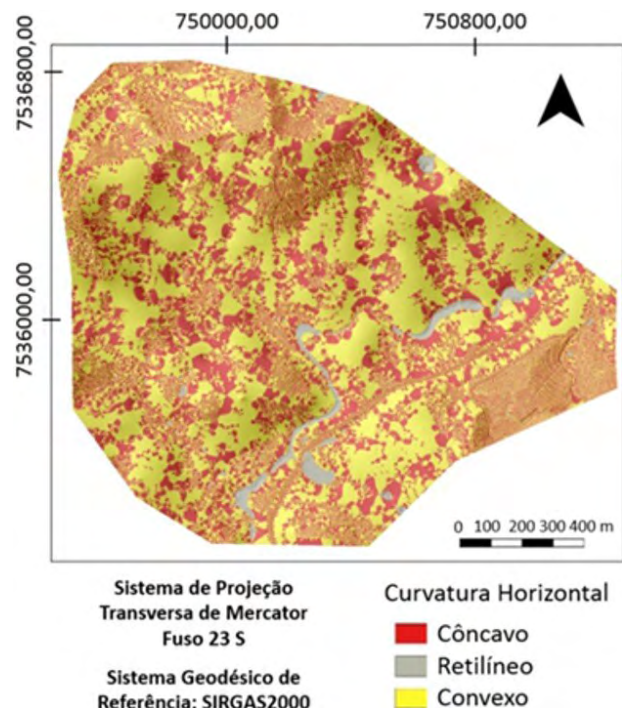 750000,00
750800,00
7536800,00
7536000,00
0 100 200 300 400 m
Sistema de Projeção
Transversa de Mercator
Fuso 23 S
Sistema Geodésico de
Referência: SIRGAS2000
Curvatura Horizontal
Côncavo
Retilíneo
Convexo